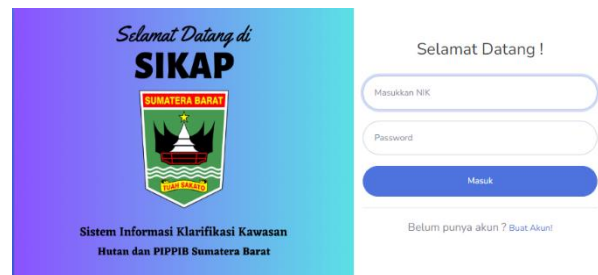 Selamat Datang di
SIKAP
SUMATERA BARAT
TUAH SAKATO
Sistem Informasi Klarifikasi Kawasan
Hutan dan PIPPIB Sumatera Barat
Selamat Datang !
Masukkan NIK
Password
Masuk
Belum punya akun ? Buat Akun!